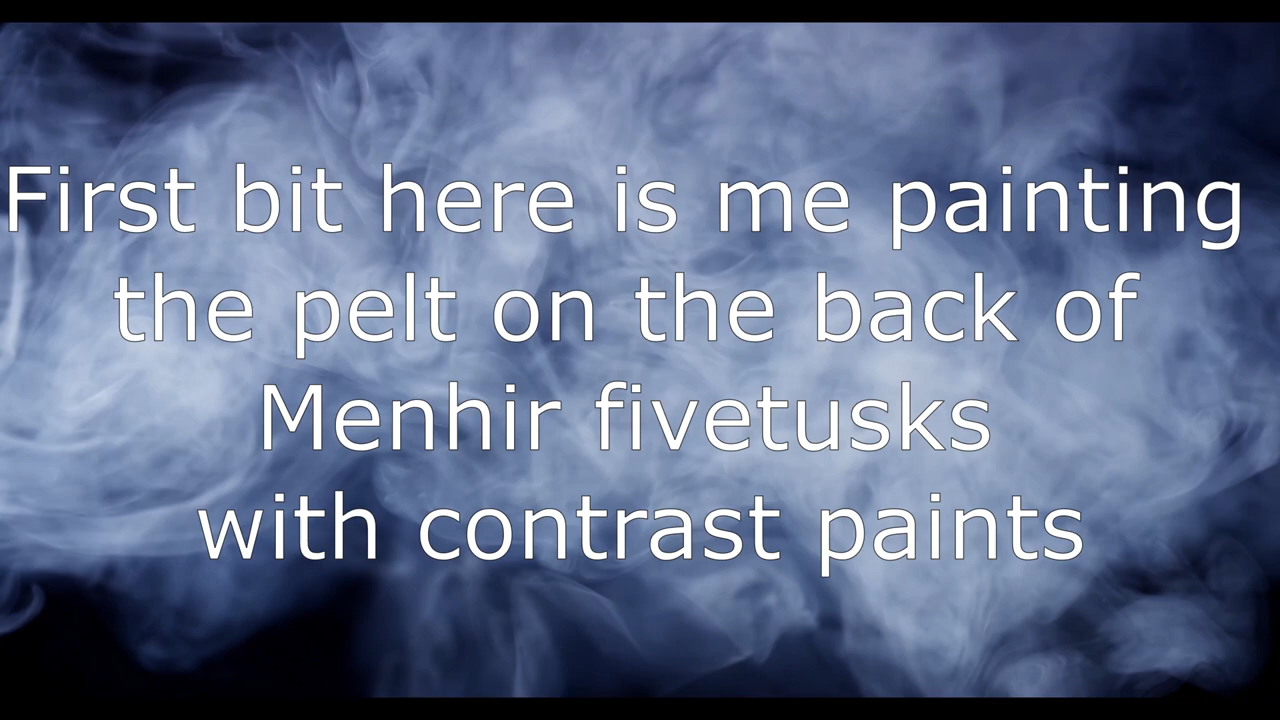 First bit here is me painting
the pelt on the back of
Menhir fivetusks
with contrast paints